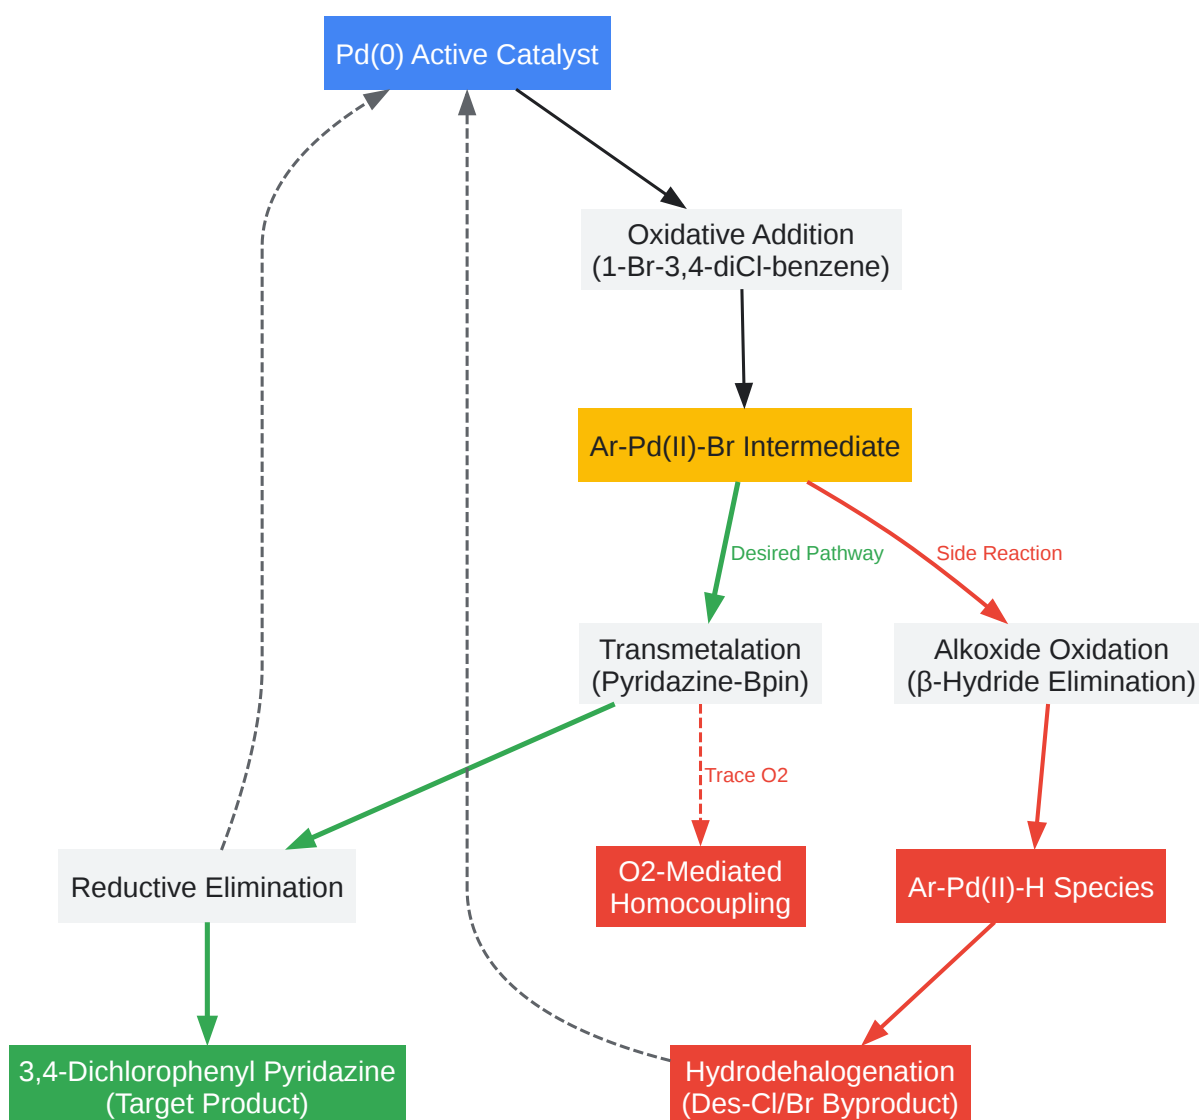 Pd(0) Active Catalyst
Oxidative Addition
(1-Br-3,4-diCl-benzene)
Ar-Pd(II)-Br Intermediate
Desired Pathway
Side Reaction
Transmetalation
(Pyridazine-Bpin)
Alkoxide Oxidation
(β-Hydride Elimination)
Trace O2
Reductive Elimination
O2-Mediated
Homocoupling
Ar-Pd(II)-H Species
3,4-Dichlorophenyl Pyridazine
(Target Product)
Hydrodehalogenation
(Des-Cl/Br Byproduct)